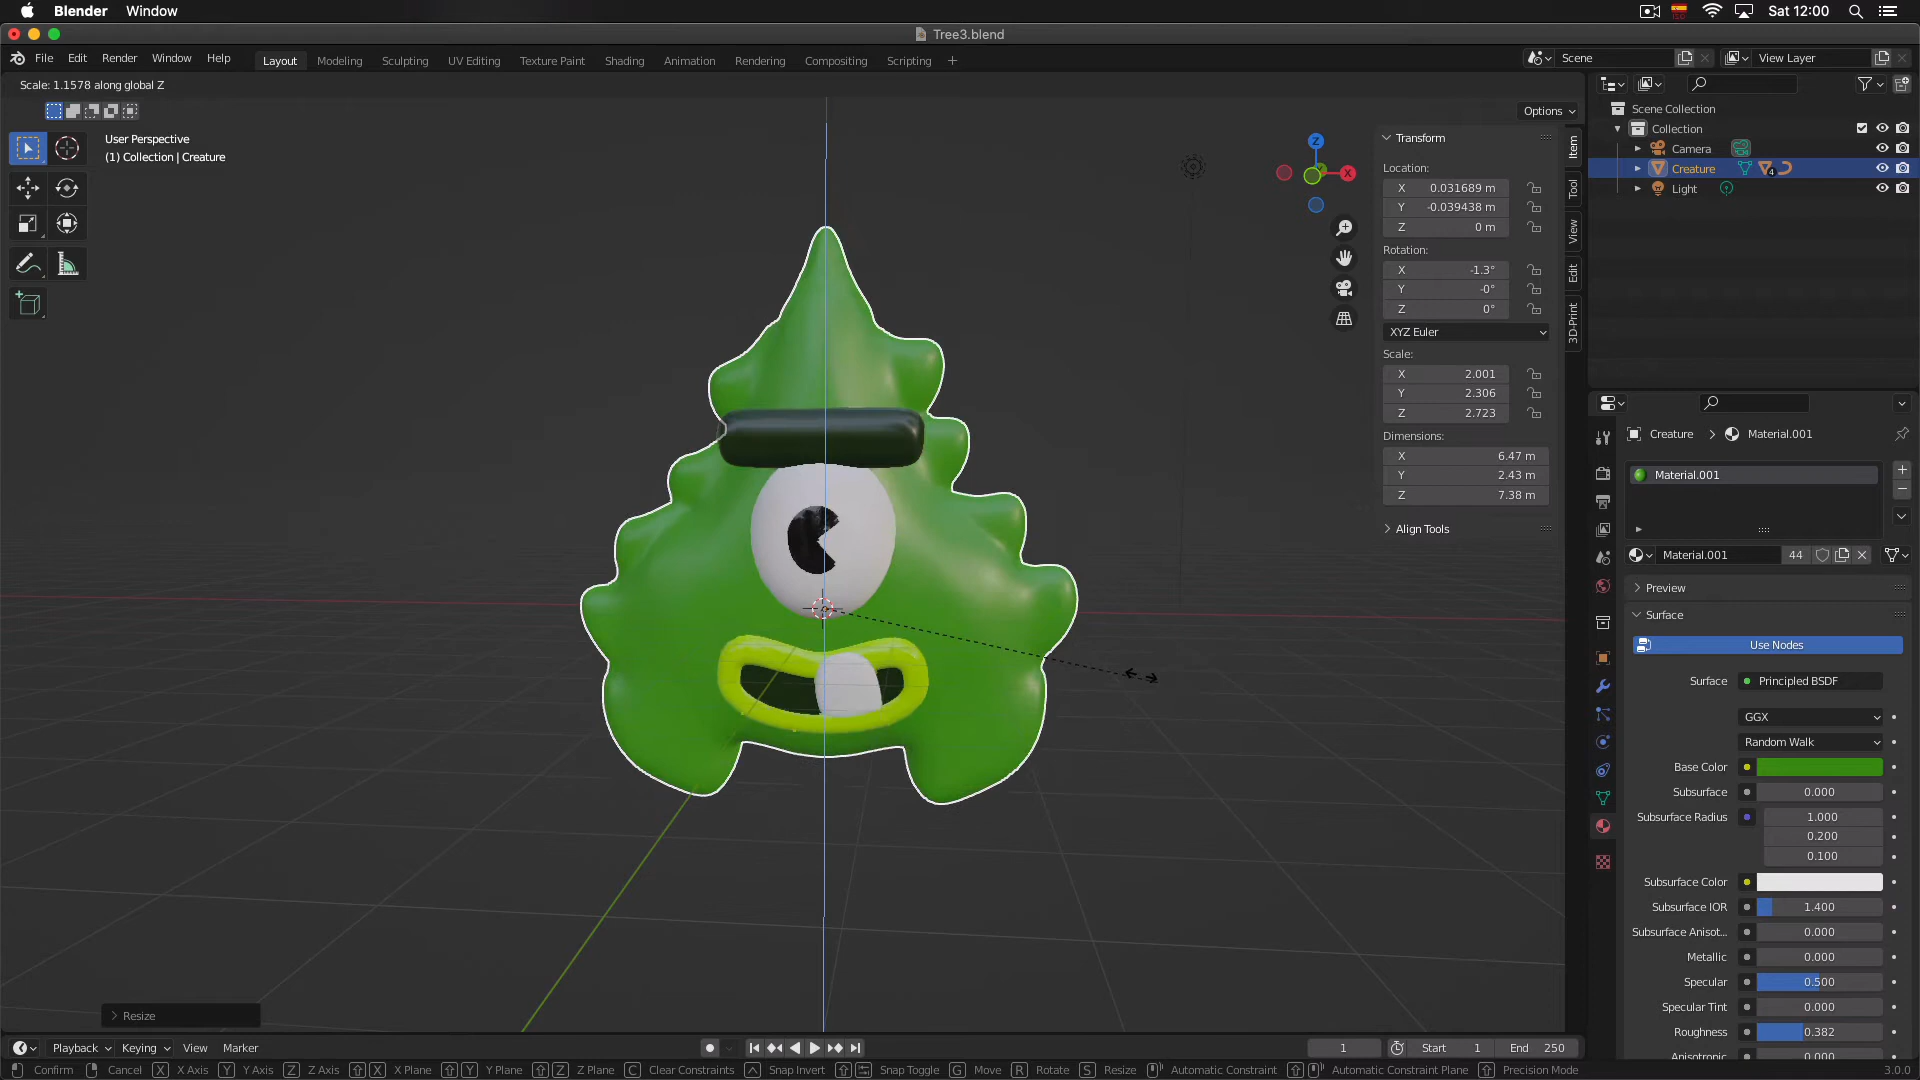 Blender Window
Sat 12:00
Tree3.blend
File Edit Render Window Help
Layout Modeling Sculpting UV Editing Texture Paint Shading Animation Rendering Compositing Scripting
Scene
View Layer
Scale: 1.1578 along global Z
Options
User Perspective
(1) Collection | Creature
Z
X
Transform
Location:
X 0.031689 m
Y -0.039438 m
Z 0 m
Rotation:
X -1.3°
Y -0°
Z 0°
XYZ Euler
Scale:
X 2.001
Y 2.306
Z 2.723
Dimensions:
X 6.47 m
Y 2.43 m
Z 7.38 m
Align Tools
Item
Tool
View
Edit
3D-Print
Scene Collection
Collection
Camera
Creature
4
Light
Creature Material.001
Material.001
Material.001 44
Preview
Surface
Use Nodes
Surface Principled BSDF
GGX
Random Walk
Base Color
Subsurface 0.000
Subsurface Radius 1.000
0.200
0.100
Subsurface Color
Subsurface IOR 1.400
Subsurface Anisot... 0.000
Metallic 0.000
Specular 0.500
Specular Tint 0.000
Roughness 0.382
Anisotropic 0.000
Resize
Playback Keying View Marker
1 Start 1 End 250
Confirm Cancel X X Axis Y Y Axis Z Z Axis X X Plane Y Y Plane Z Z Plane C Clear Constraints Snap Invert Snap Toggle G Move R Rotate S Resize Automatic Constraint Automatic Constraint Plane Precision Mode 3.0.0